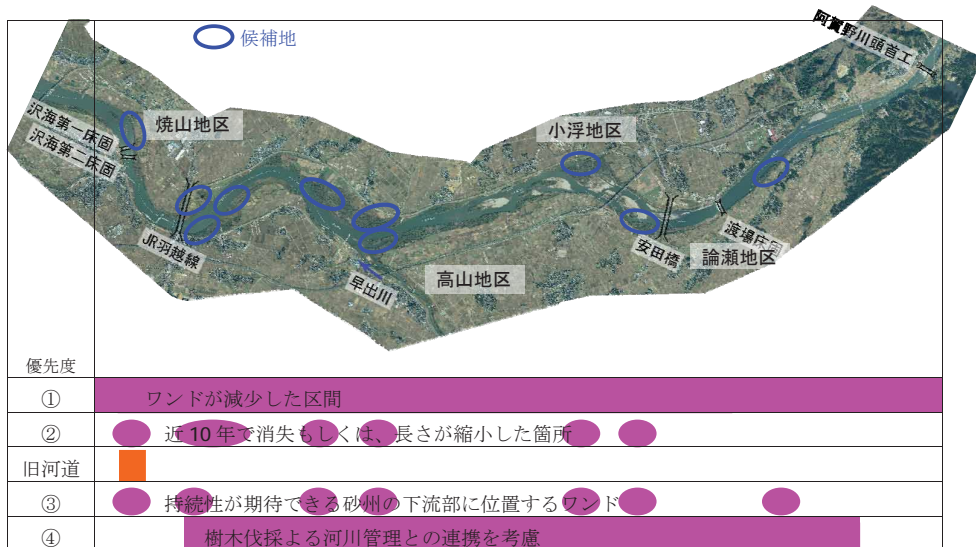 候補地
阿賀野川頭首工
沢海第一床固
沢海第二床固
焼山地区
小浮地区
JR羽越線
早出川
高山地区
安田橋
渡場床固
論瀬地区
優先度
① ワンドが減少した区間
② 近10年で消失もしくは、長さが縮小した箇所
旧河道
③ 持続性が期待できる砂州の下流部に位置するワンド
④ 樹木伐採よる河川管理との連携を考慮